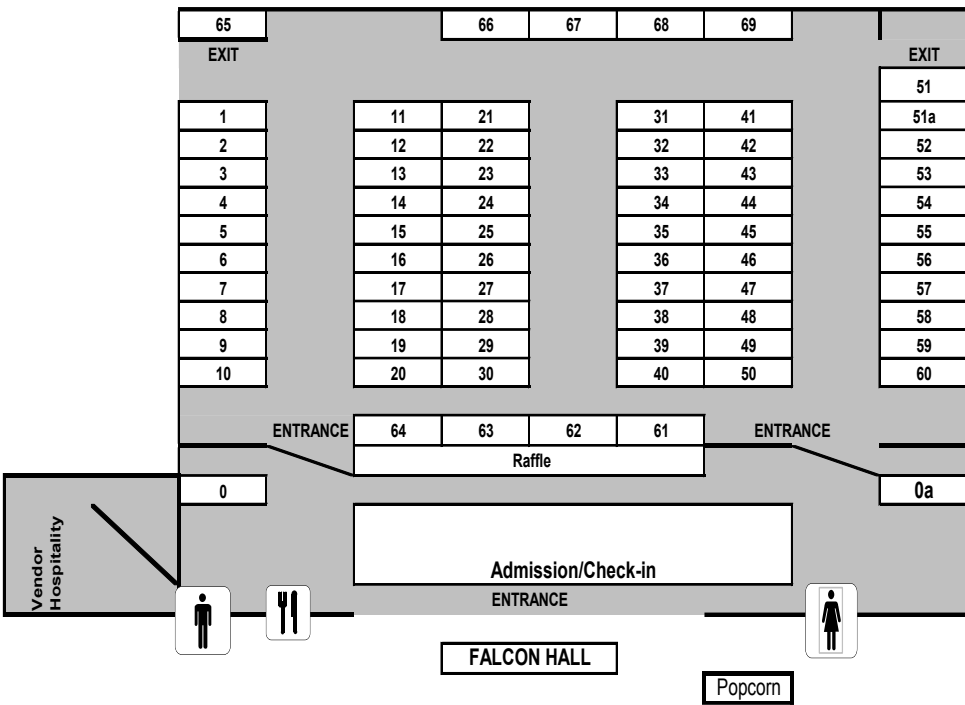 65 66 67 68 69
EXIT EXIT
51
1 11 21 31 41 51a
2 12 22 32 42 52
3 13 23 33 43 53
4 14 24 34 44 54
5 15 25 35 45 55
6 16 26 36 46 56
7 17 27 37 47 57
8 18 28 38 48 58
9 19 29 39 49 59
10 20 30 40 50 60
ENTRANCE 64 63 62 61 ENTRANCE
Raffle
0 0a
Vendor
Hospitality
Admission/Check-in
ENTRANCE
FALCON HALL
Popcorn